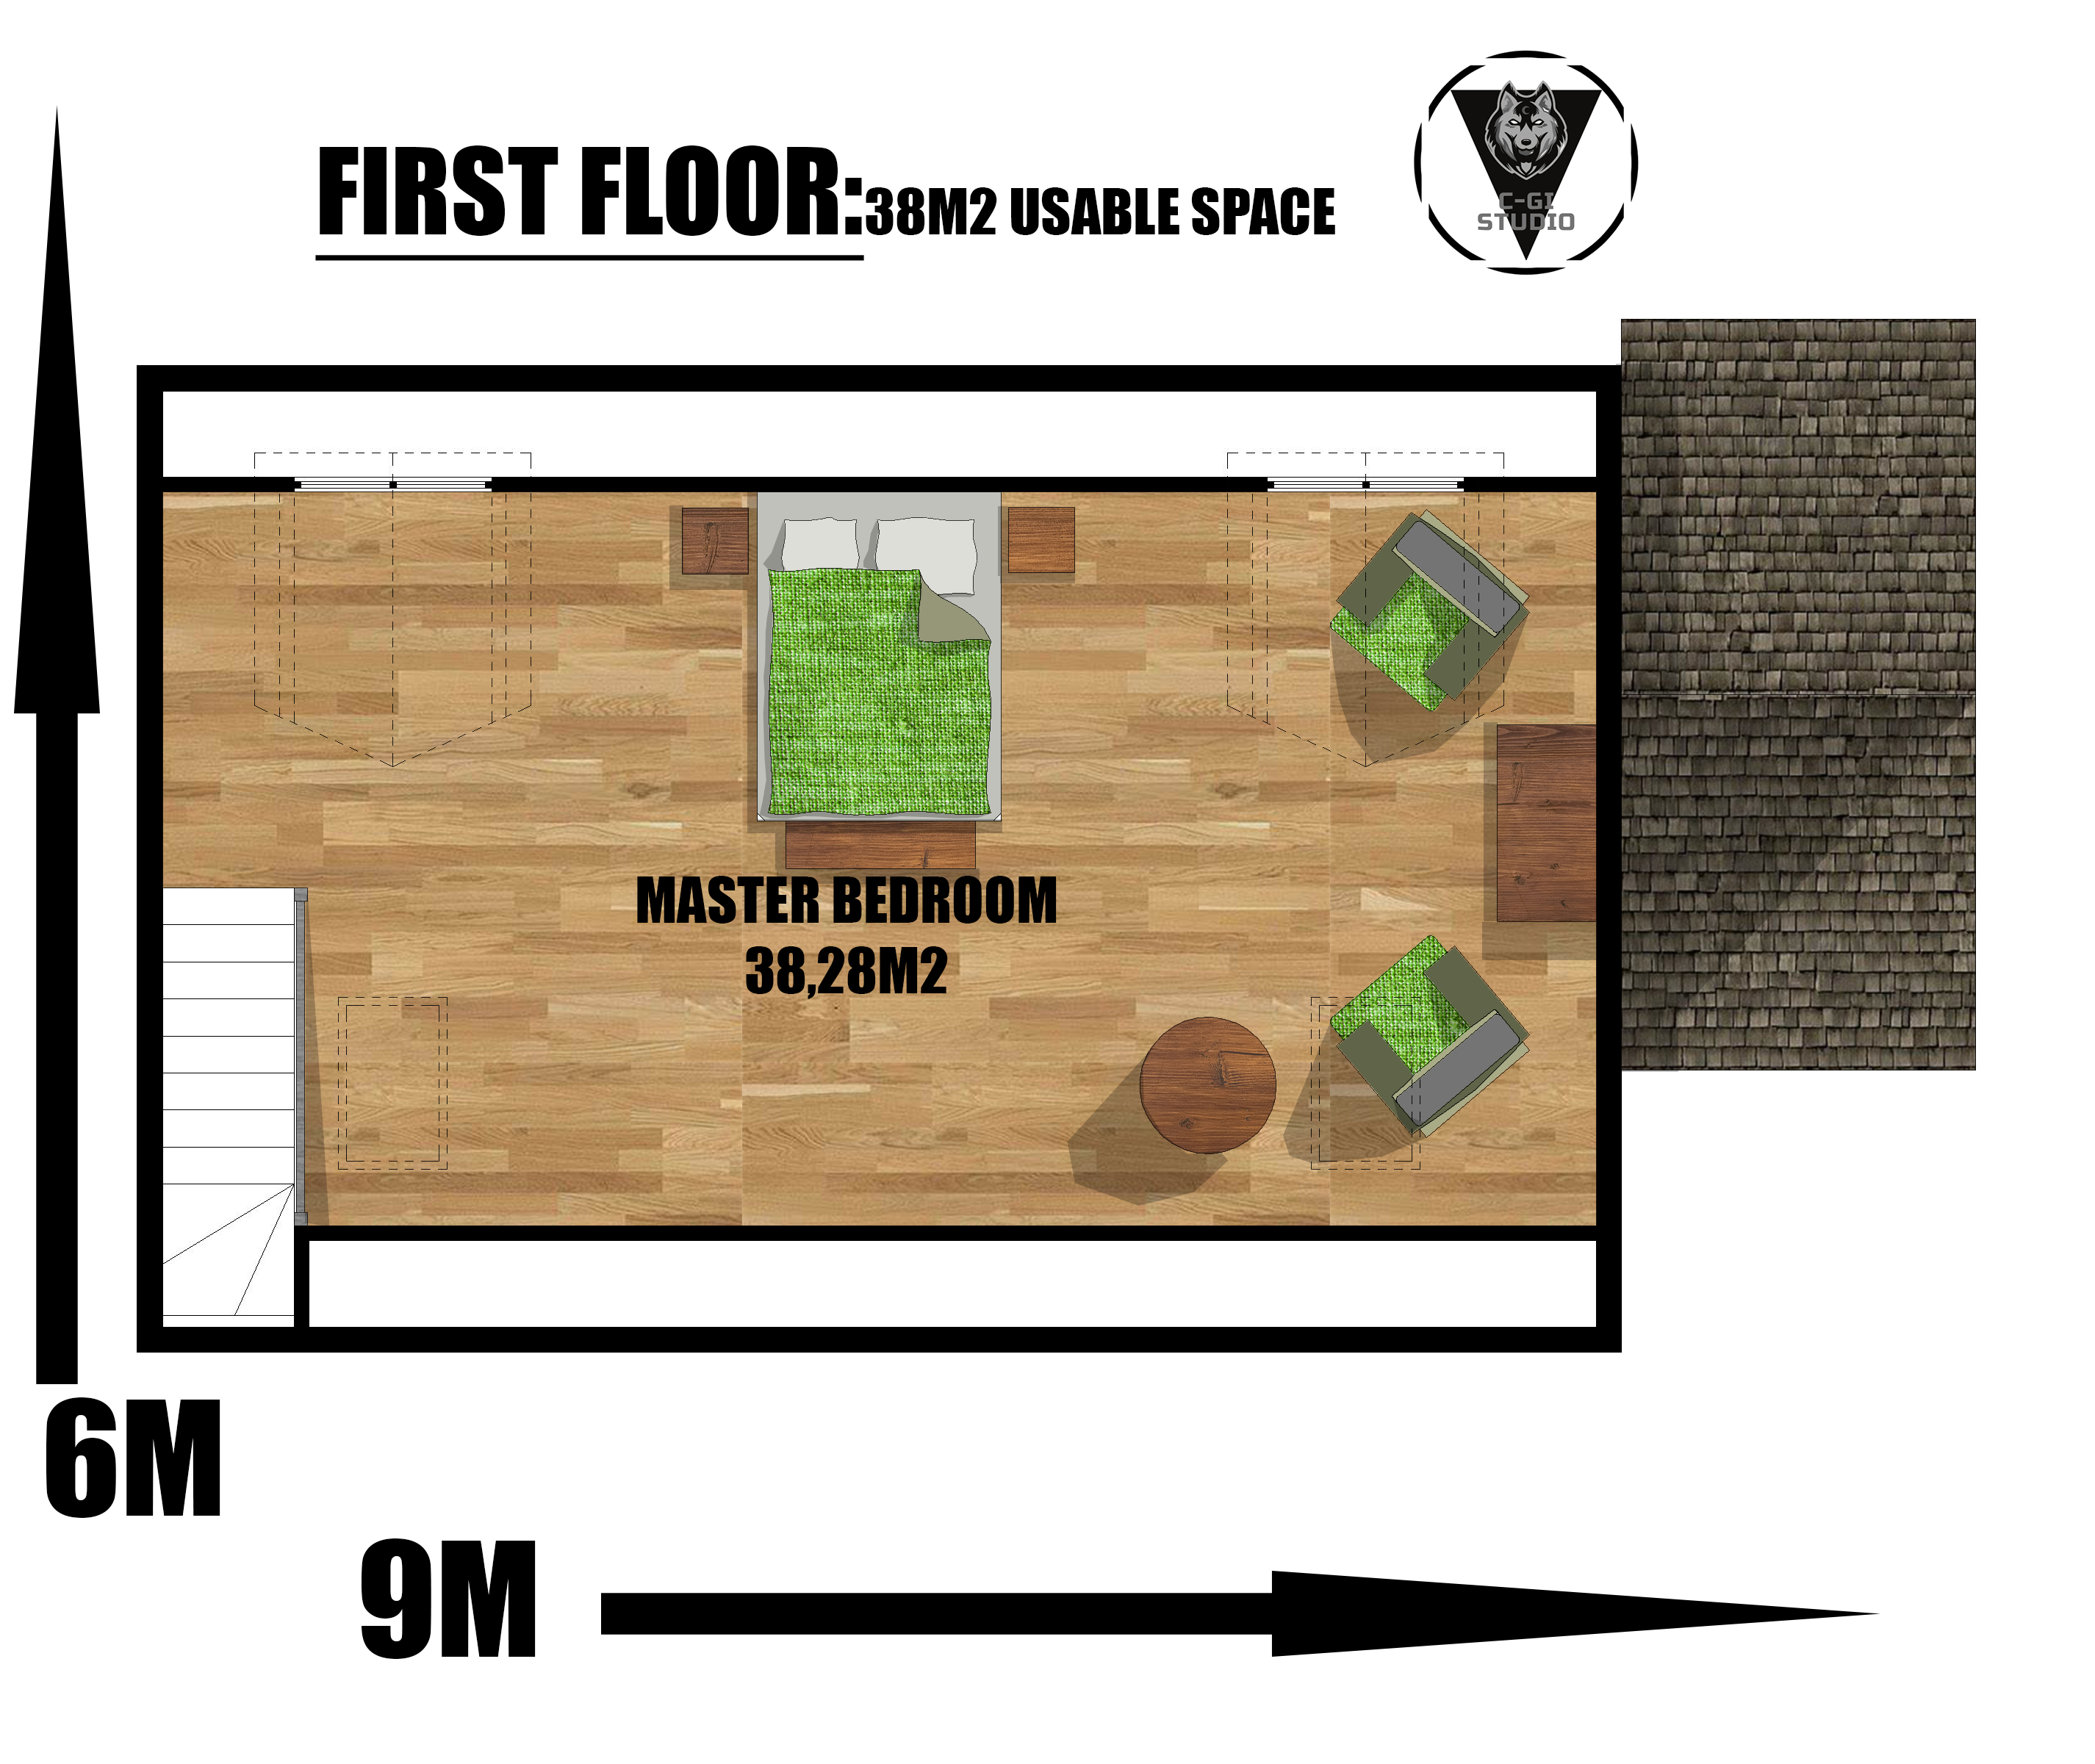 FIRST FLOOR:38M2 USABLE SPACE
C-GI
STUDIO
MASTER BEDROOM
38,28M2
6M
9M